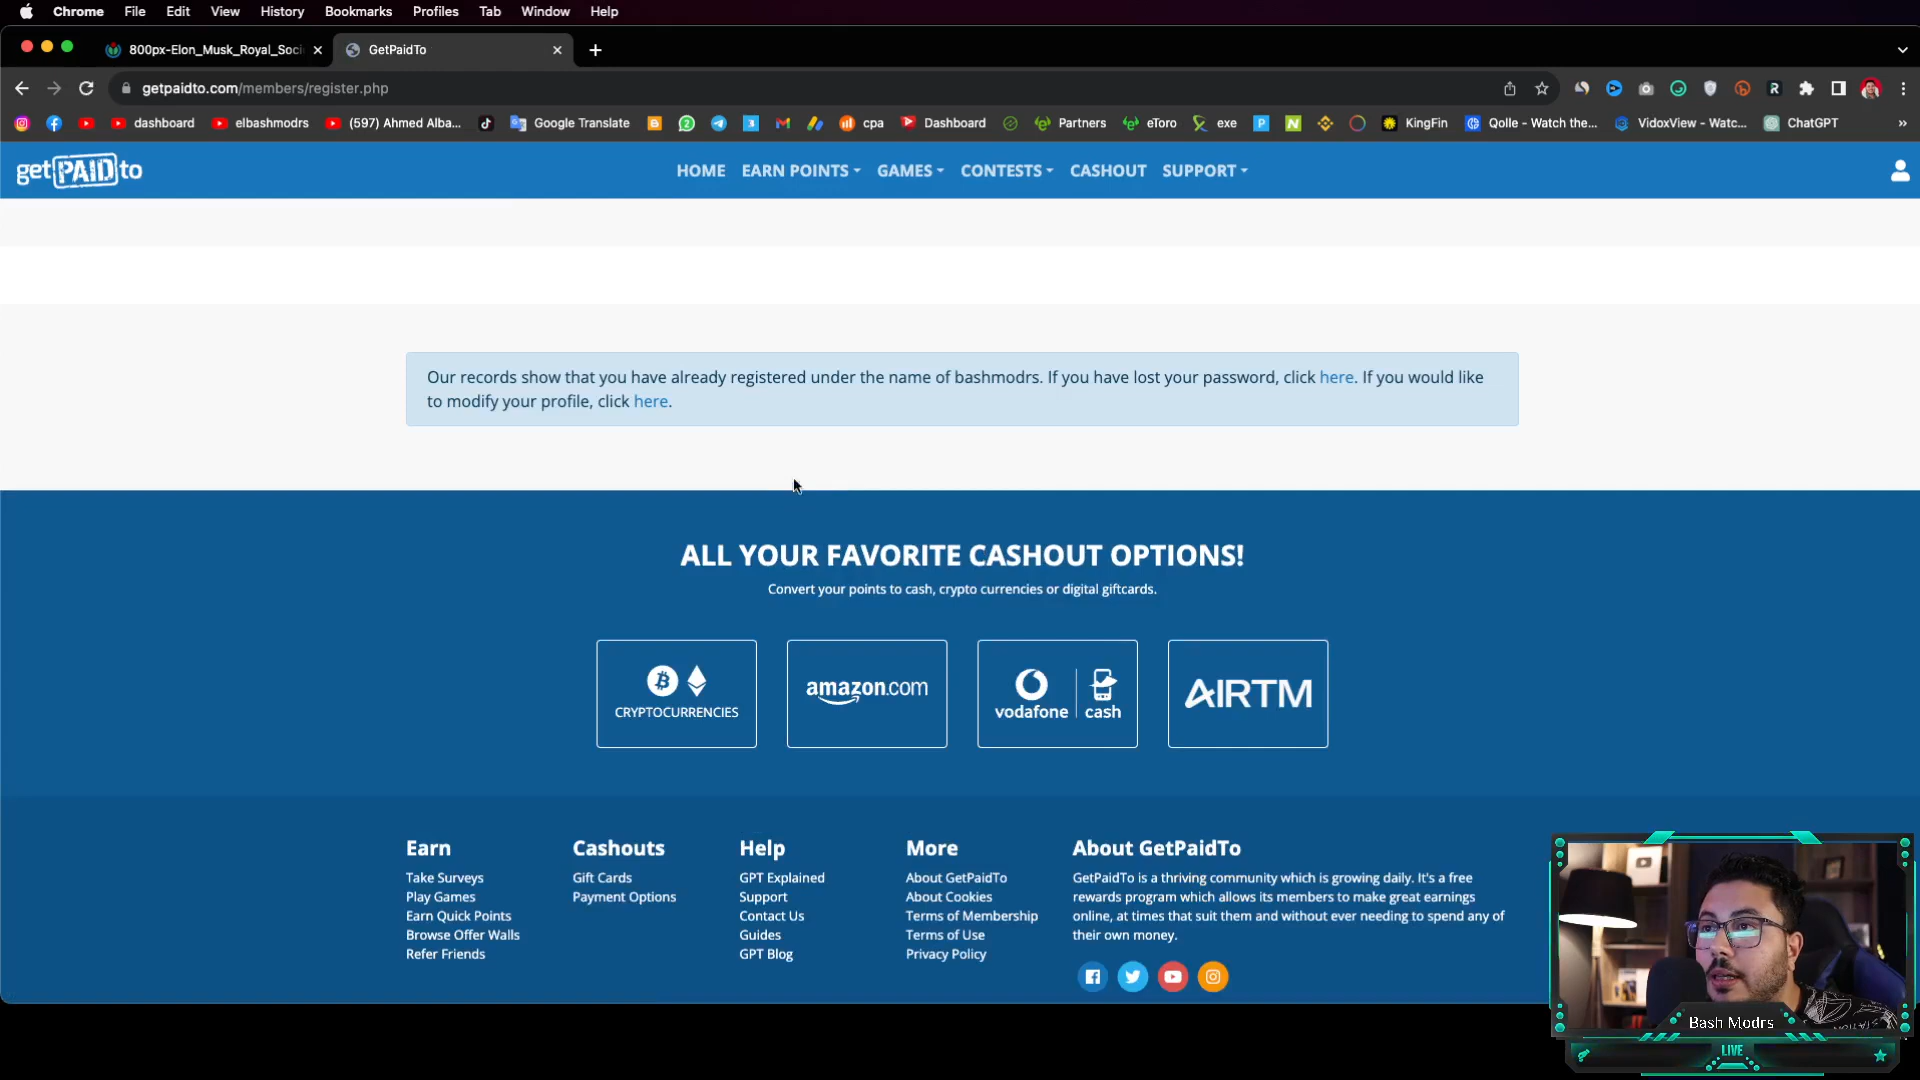 Chrome File Edit View History Bookmarks Profiles Tab Window Help
800px-Elon_Musk_Royal_Soci
GetPaidTo
getpaidto.com/members/register.php
dashboard elbashmodrs (597) Ahmed Alba... Google Translate cpa Dashboard Partners eToro exe KingFin Qolle - Watch the... VidoxView - Watc... ChatGPT »
getPAIDto HOME EARN POINTS GAMES CONTESTS CASHOUT SUPPORT
Our records show that you have already registered under the name of bashmodrs. If you have lost your password, click here. If you would like
to modify your profile, click here.
ALL YOUR FAVORITE CASHOUT OPTIONS!
Convert your points to cash, crypto currencies or digital giftcards.
CRYPTOCURRENCIES
amazon.com
vodafone cash
AIRTM
Earn
Take Surveys
Play Games
Earn Quick Points
Browse Offer Walls
Refer Friends
Cashouts
Gift Cards
Payment Options
Help
GPT Explained
Support
Contact Us
Guides
GPT Blog
More
About GetPaidTo
About Cookies
Terms of Membership
Terms of Use
Privacy Policy
About GetPaidTo
GetPaidTo is a thriving community which is growing daily. It's a free
rewards program which allows its members to make great earnings
online, at times that suit them and without ever needing to spend any of
their own money.
Bash Modrs
LIVE